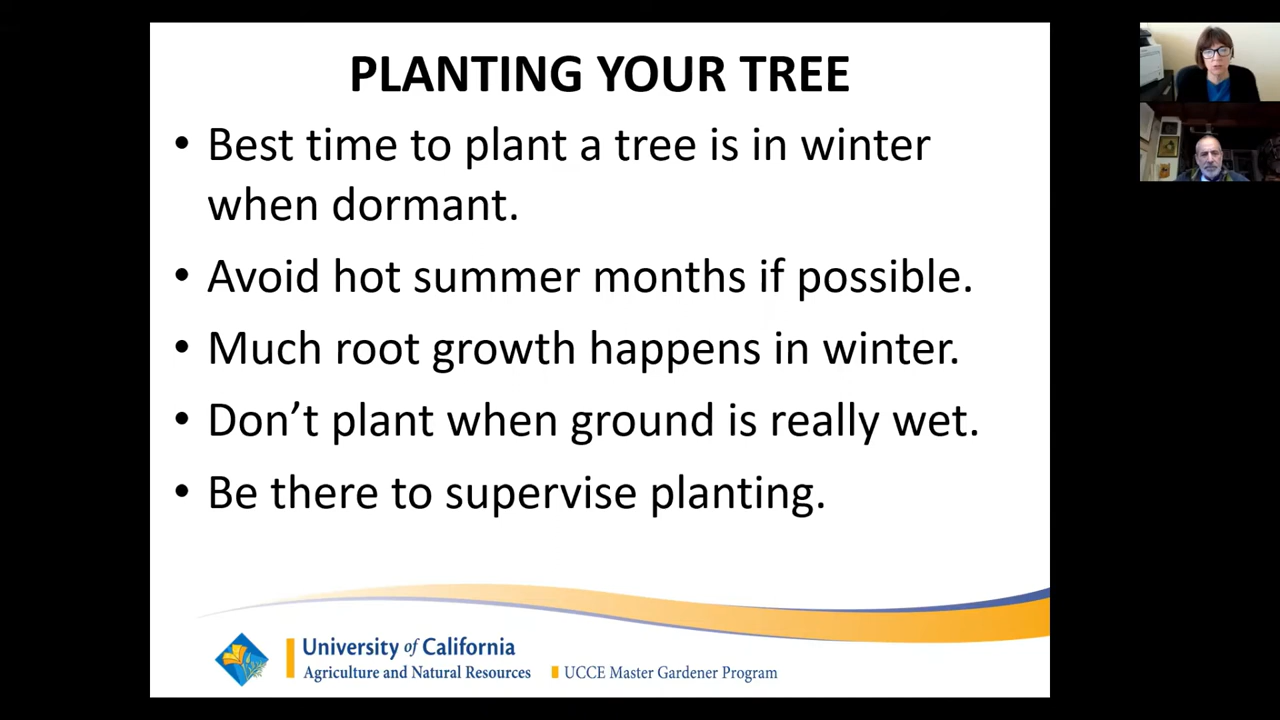 PLANTING YOUR TREE
• Best time to plant a tree is in winter
when dormant.
• Avoid hot summer months if possible.
• Much root growth happens in winter.
• Don’t plant when ground is really wet.
• Be there to supervise planting.
University of California
Agriculture and Natural Resources
UCCE Master Gardener Program